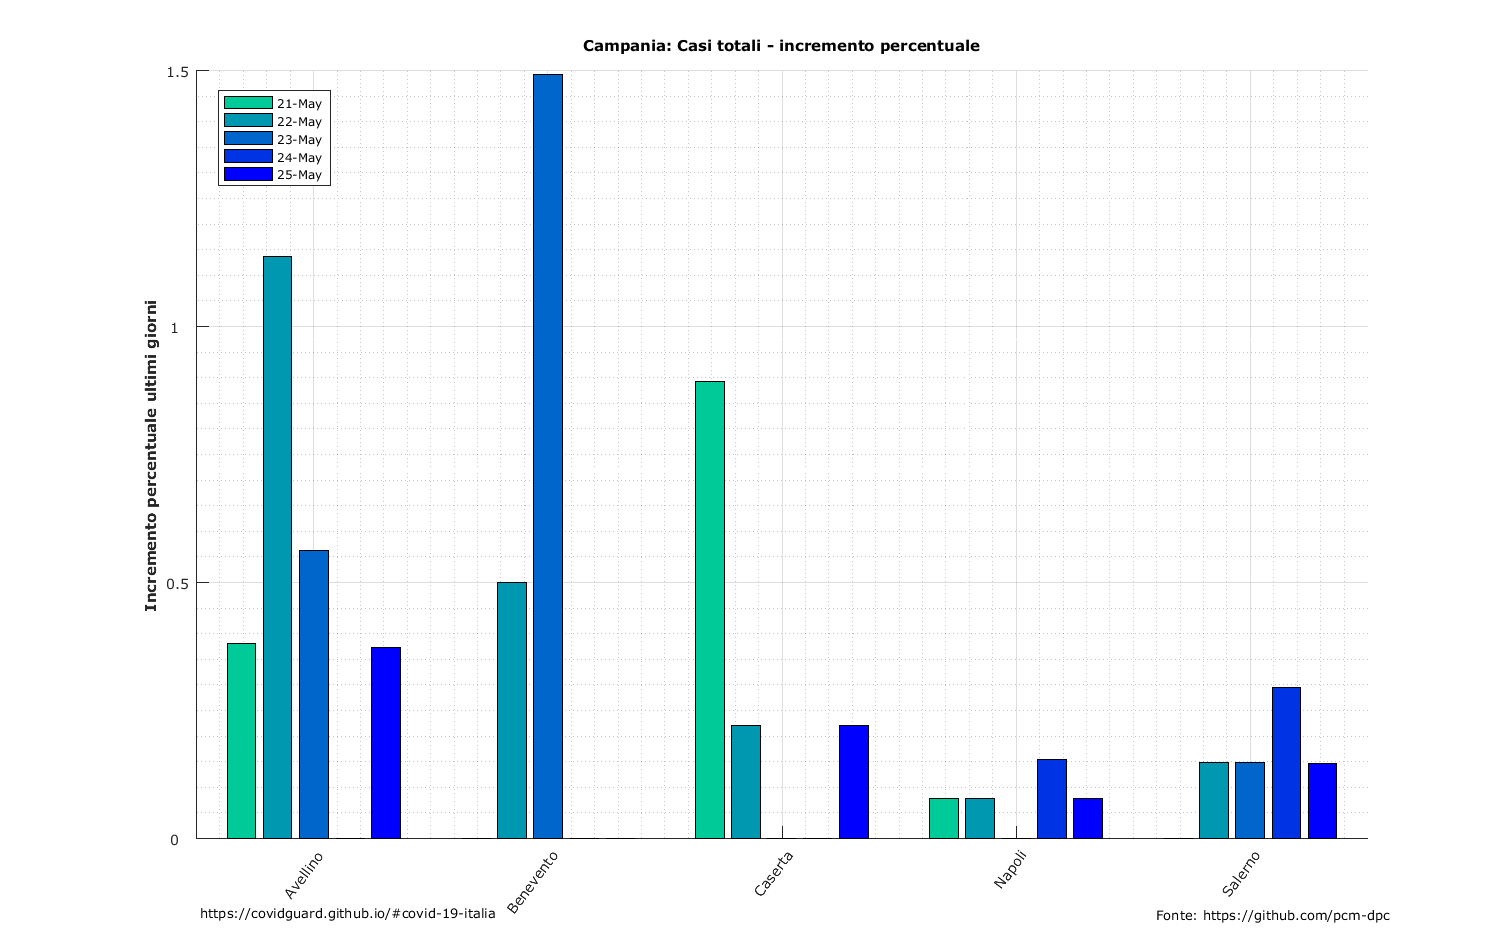 Campania: Casi totali - incremento percentuale
1.5
1
0.5
0
Incremento percentuale ultimi giorni
21-May
22-May
23-May
24-May
25-May
Avellino
Benevento
Caserta
Napoli
Salerno
https://covidguard.github.io/#covid-19-italia
Fonte: https://github.com/pcm-dpc